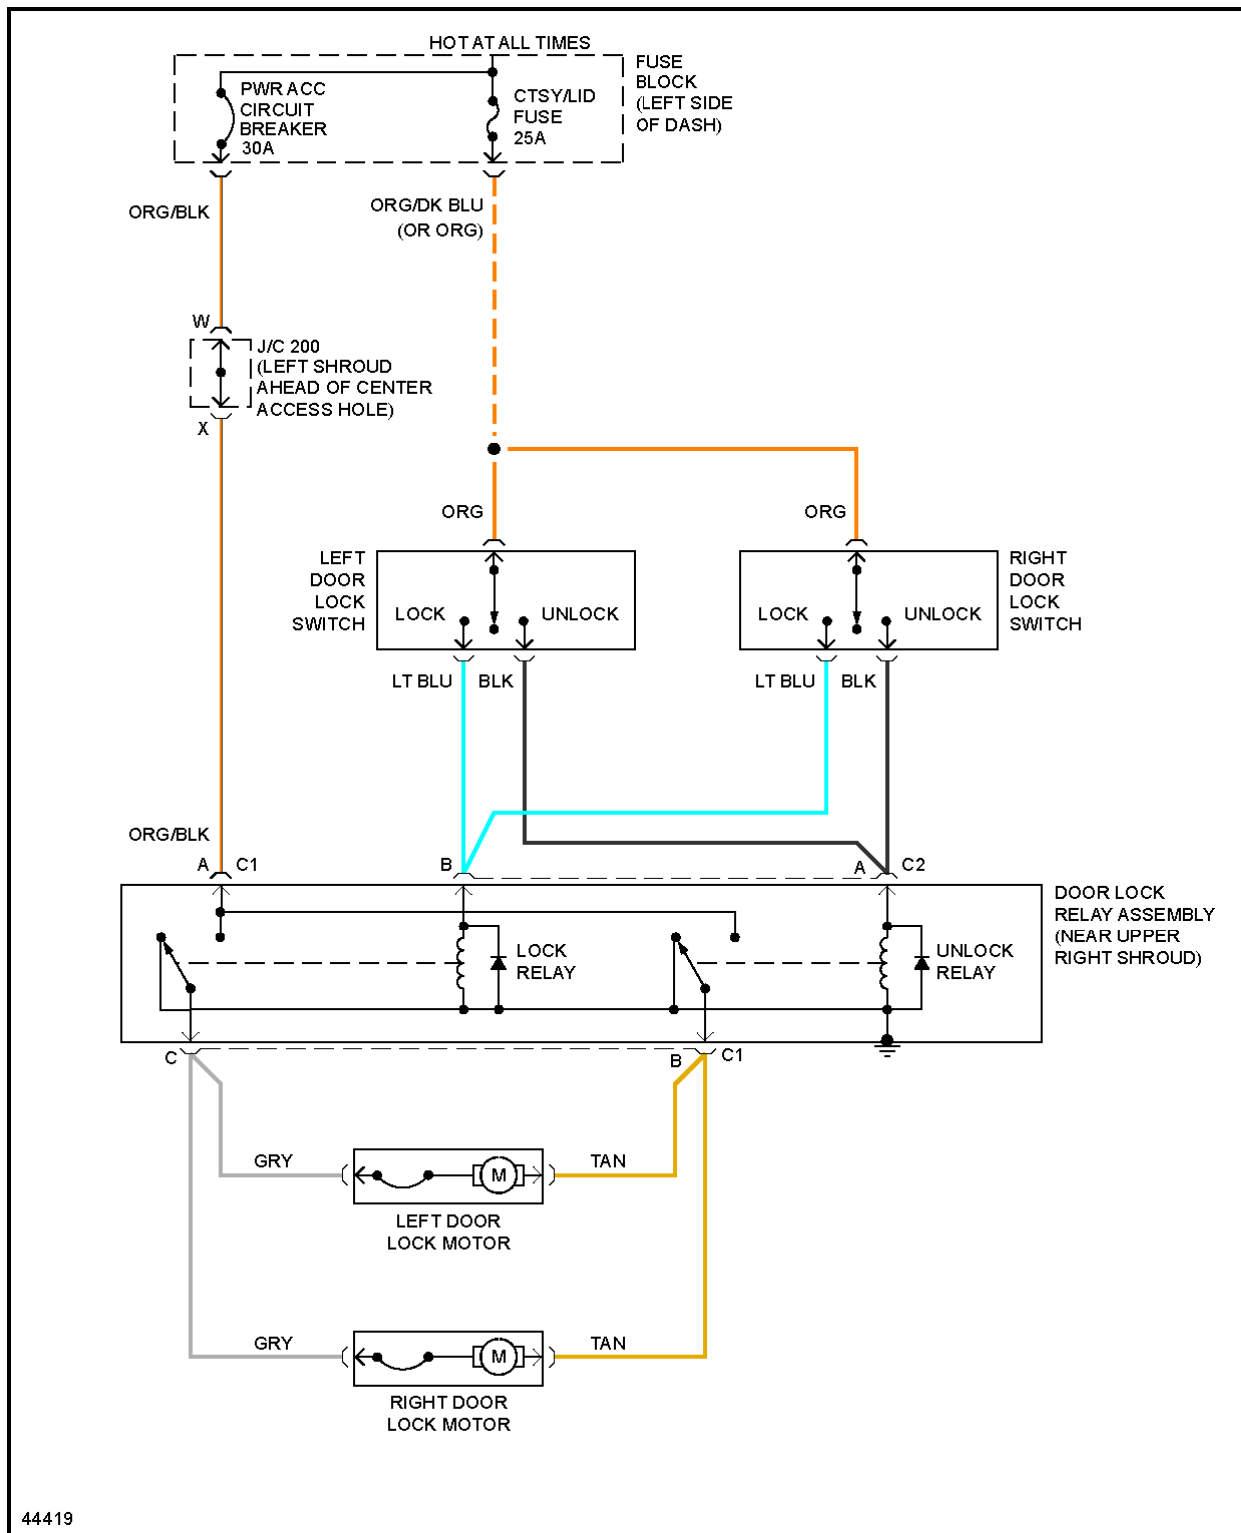 HOT AT ALL TIMES
FUSE
BLOCK
(LEFT SIDE
OF DASH)
PWR ACC
CIRCUIT
BREAKER
30A
CTSY/LID
FUSE
25A
ORG/BLK
ORG/DK BLU
(OR ORG)
W
J/C 200
(LEFT SHROUD
AHEAD OF CENTER
ACCESS HOLE)
X
ORG
ORG
LEFT
DOOR
LOCK
SWITCH
LOCK
UNLOCK
LOCK
UNLOCK
RIGHT
DOOR
LOCK
SWITCH
LT BLU
BLK
LT BLU
BLK
ORG/BLK
A
C1
B
A
C2
DOOR LOCK
RELAY ASSEMBLY
(NEAR UPPER
RIGHT SHROUD)
LOCK
RELAY
UNLOCK
RELAY
C
B
C1
GRY
M
TAN
LEFT DOOR
LOCK MOTOR
GRY
M
TAN
RIGHT DOOR
LOCK MOTOR
44419